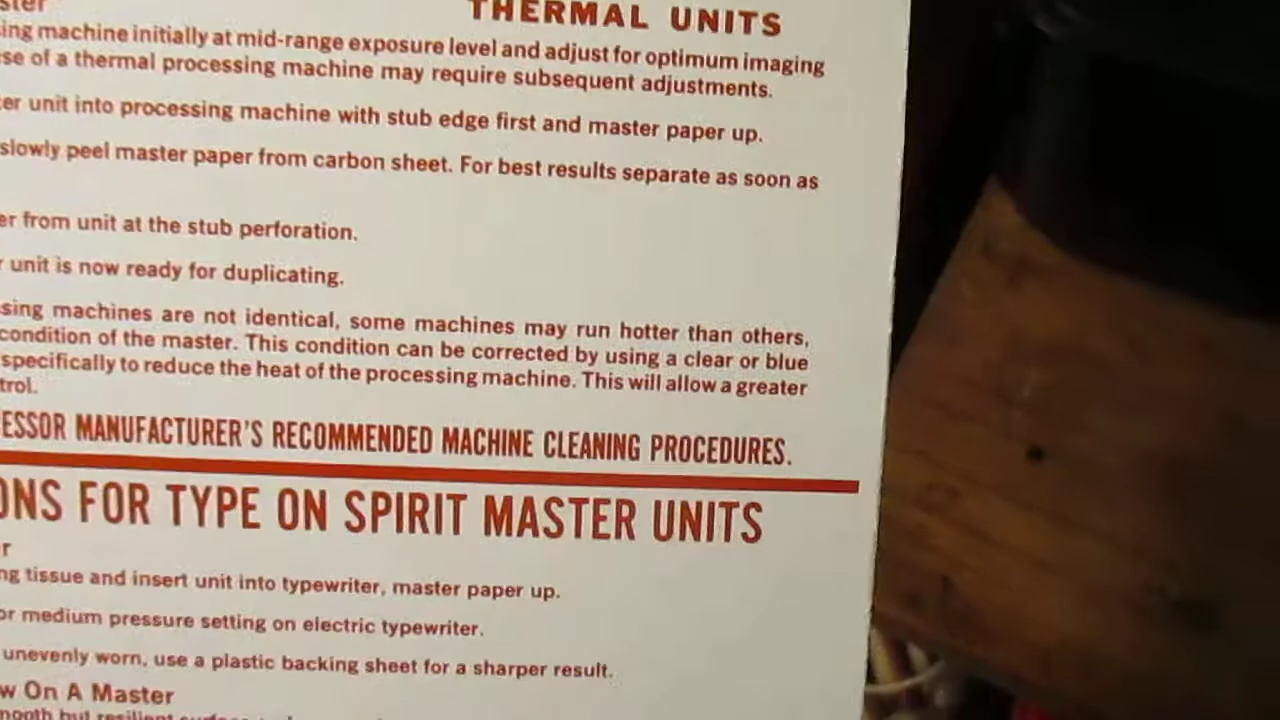 ster
THERMAL UNITS
ing machine initially at mid-range exposure level and adjust for optimum imaging
se of a thermal processing machine may require subsequent adjustments.
er unit into processing machine with stub edge first and master paper up.
slowly peel master paper from carbon sheet. For best results separate as soon as
er from unit at the stub perforation.
r unit is now ready for duplicating.
sing machines are not identical, some machines may run hotter than others,
condition of the master. This condition can be corrected by using a clear or blue
specifically to reduce the heat of the processing machine. This will allow a greater
trol.
ESSOR MANUFACTURER'S RECOMMENDED MACHINE CLEANING PROCEDURES.
ONS FOR TYPE ON SPIRIT MASTER UNITS
r
ng tissue and insert unit into typewriter, master paper up.
or medium pressure setting on electric typewriter.
unevenly worn, use a plastic backing sheet for a sharper result.
w On A Master
mooth but resilient